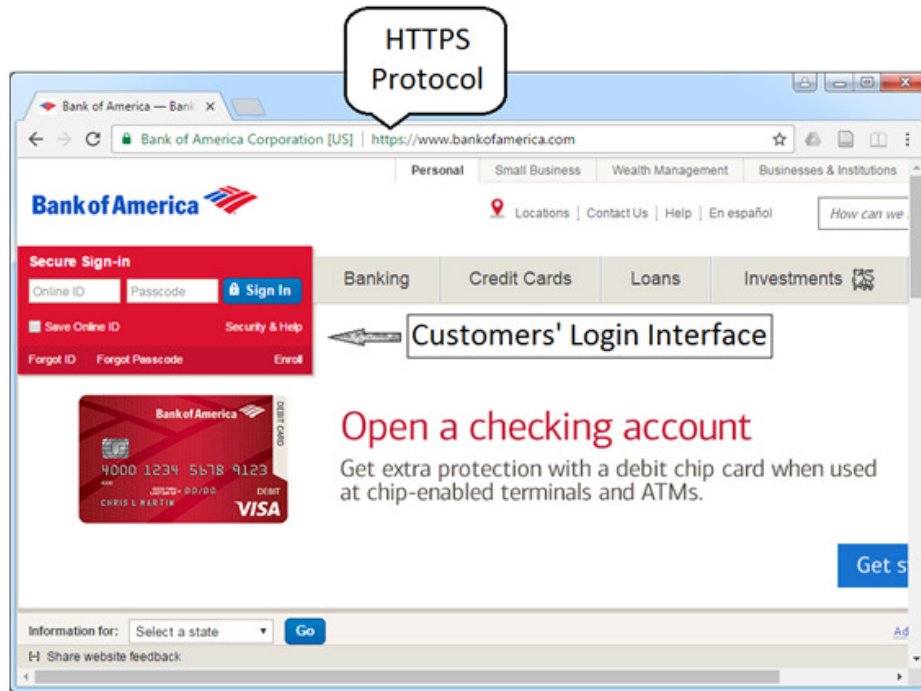 HTTPS
Protocol
Bank of America — Bank
Bank of America Corporation [US] | https://www.bankofamerica.com
Personal Small Business Wealth Management Businesses & Institutions
Bank of America
Locations | Contact Us | Help | En español How can we
Secure Sign-in
Online ID Passcode Sign In
Banking Credit Cards Loans Investments
Save Online ID Security & Help
Customers' Login Interface
Forgot ID Forgot Passcode Enroll
Bank of America
DEBIT CARD
4000 1234 5678 9123
4000
00/00 DEBIT
CHRIS L MARTIN VISA
Open a checking account
Get extra protection with a debit chip card when used
at chip-enabled terminals and ATMs.
Get s
Information for: Select a state Go
Ad
[+] Share website feedback